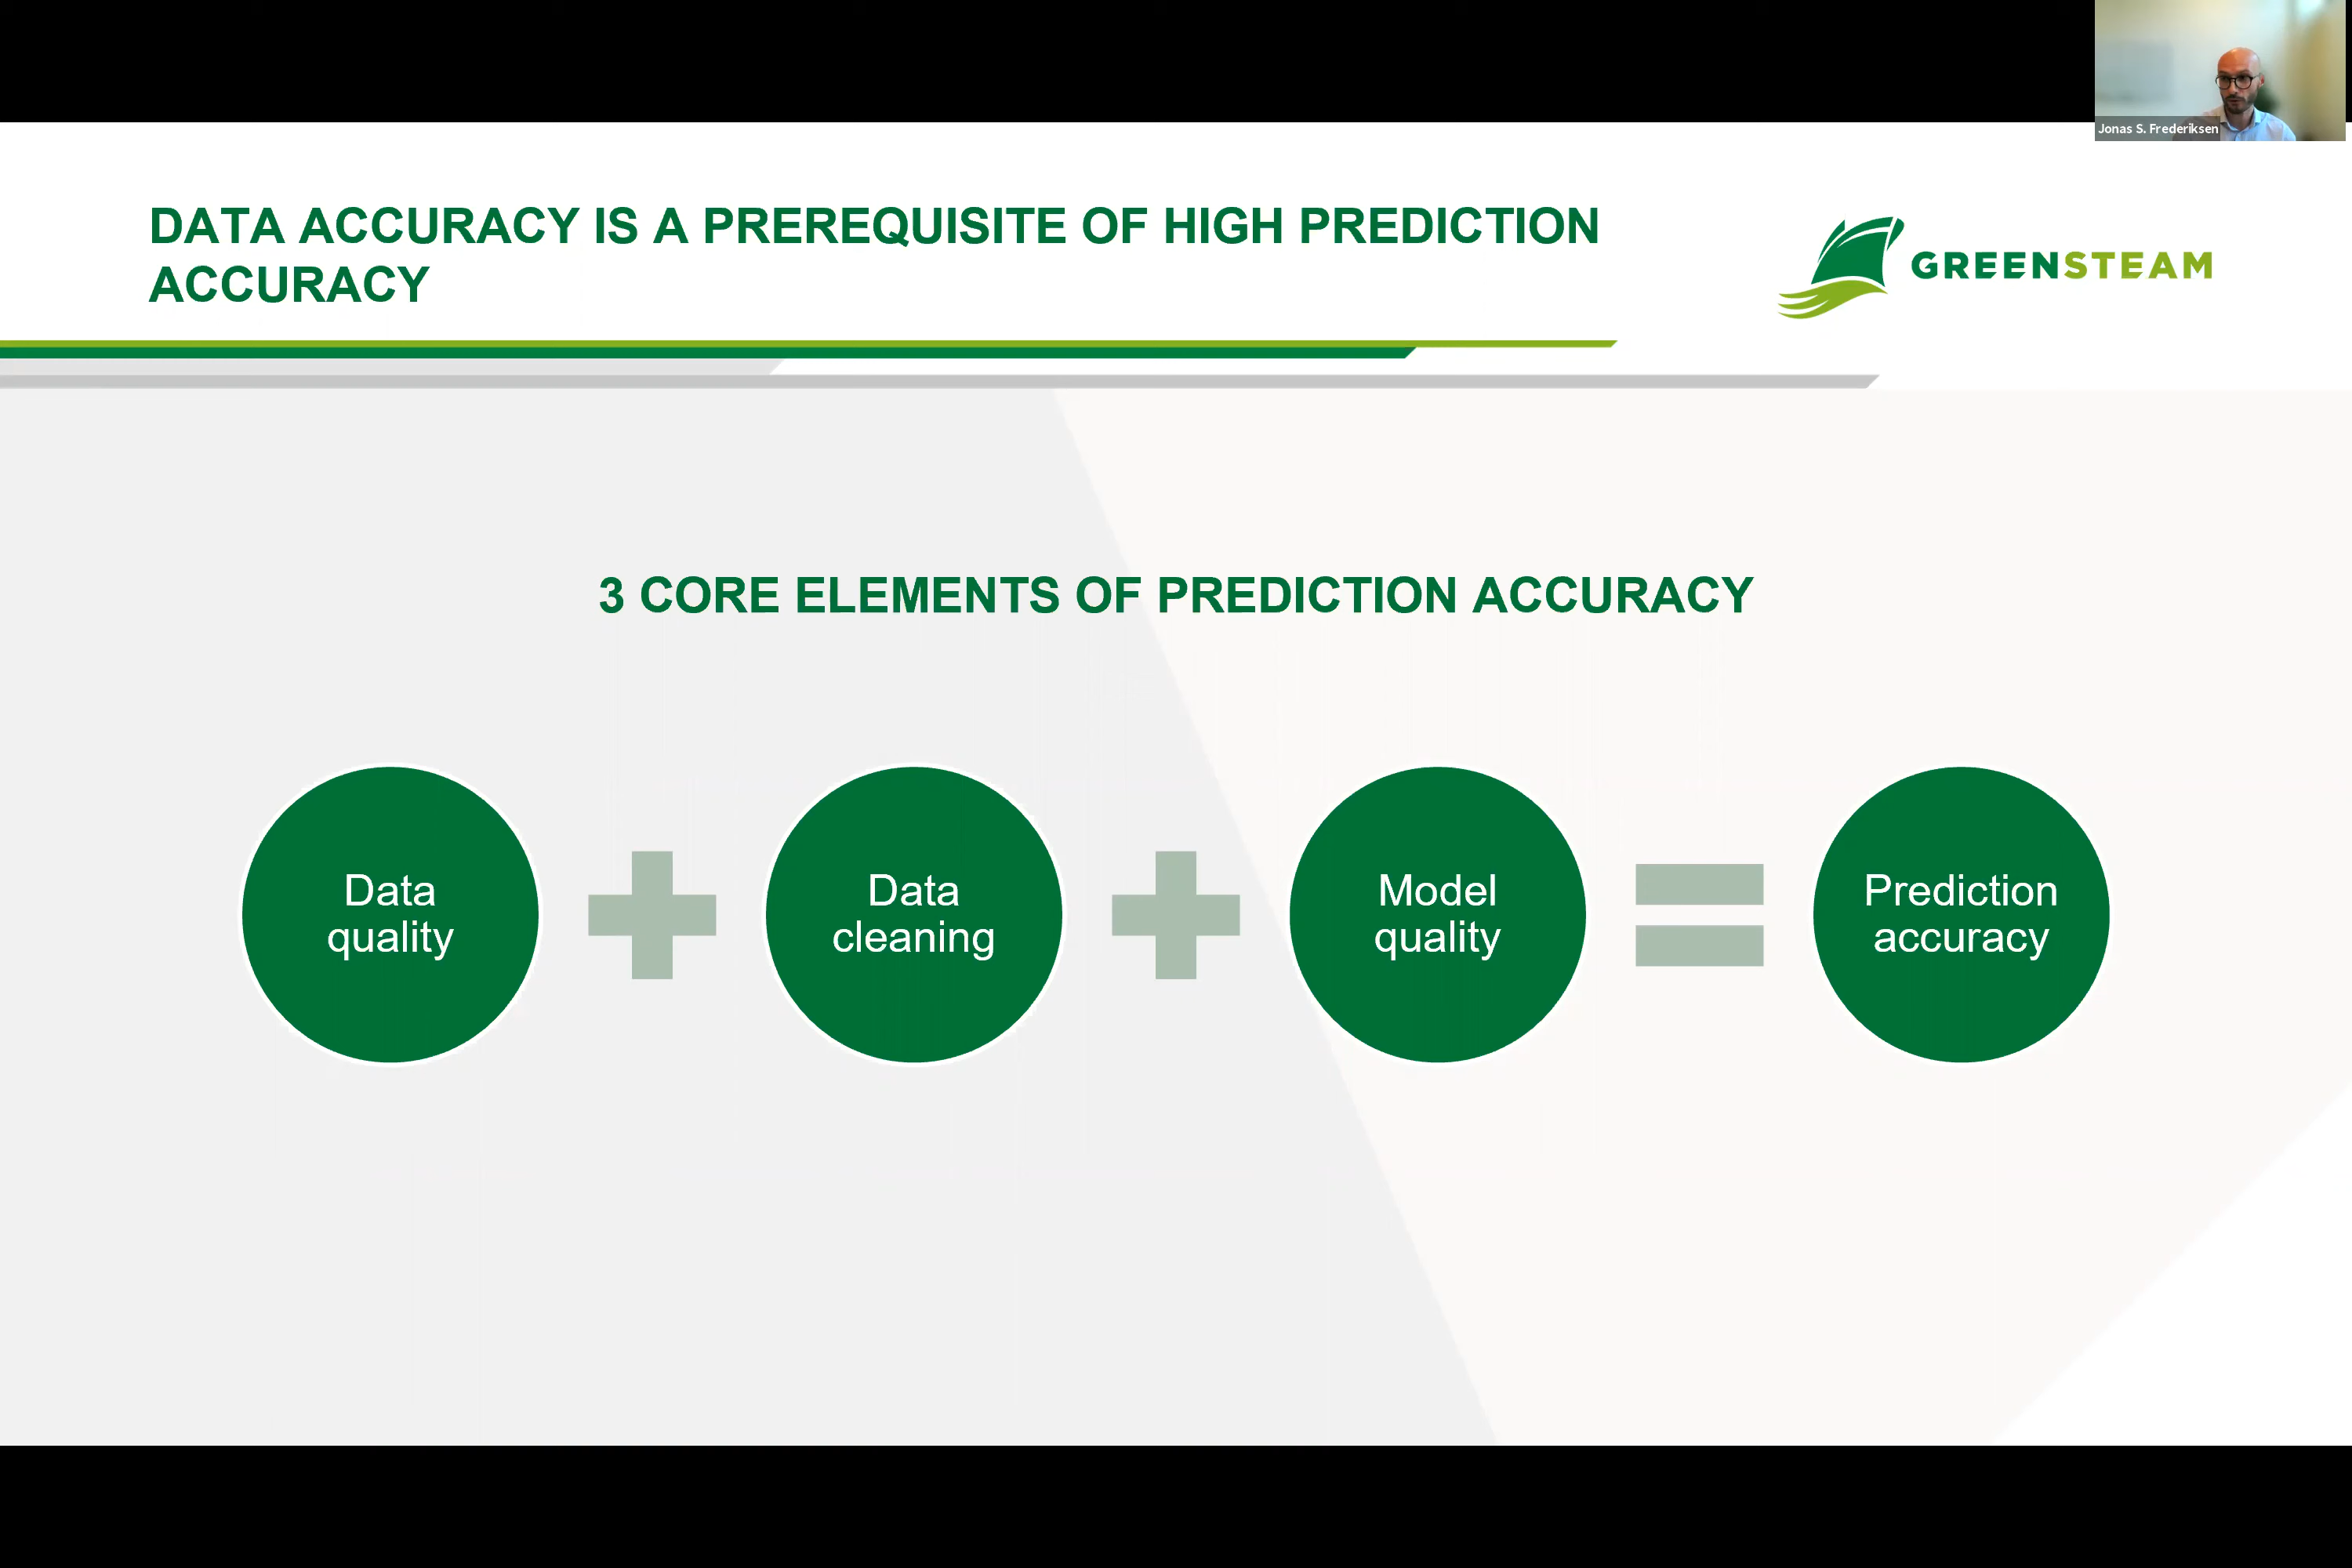 Jonas S. Frederiksen
DATA ACCURACY IS A PREREQUISITE OF HIGH PREDICTION
ACCURACY
GREENSTEAM
3 CORE ELEMENTS OF PREDICTION ACCURACY
Data
quality
Data
cleaning
Model
quality
Prediction
accuracy